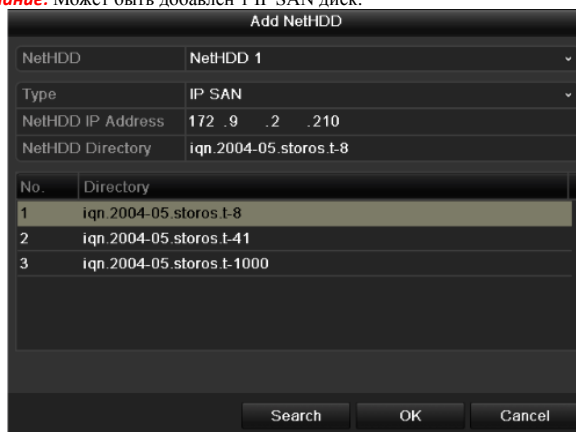 ание: Может быть добавлен 1 IP SAN диск.
Add NetHDD
NetHDD NetHDD 1
Type IP SAN
NetHDD IP Address 172 .9 .2 .210
NetHDD Directory iqn.2004-05.storos.t-8
No. Directory
1 iqn.2004-05.storos.t-8
2 iqn.2004-05.storos.t-41
3 iqn.2004-05.storos.t-1000
Search OK Cancel